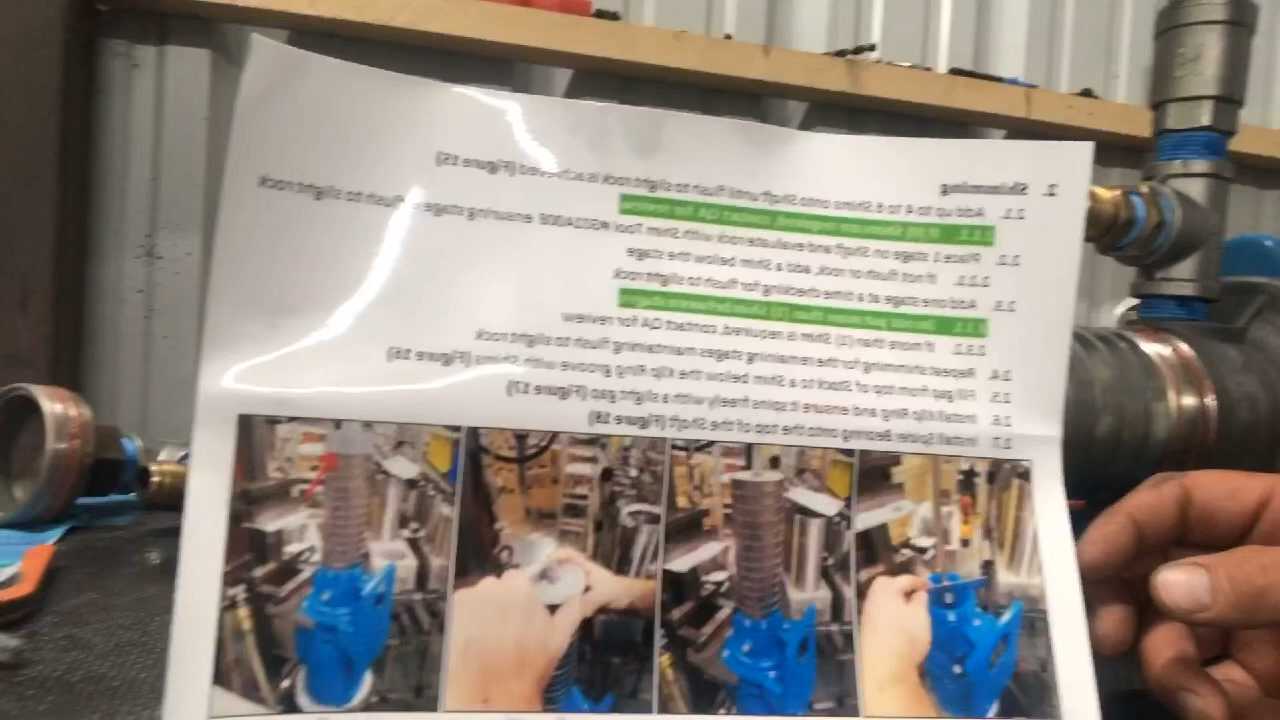 2. Shimming
2.1. Add up to 4 to 6 Shims onto Shaft until Flush to slight rock is achieved (Figure 15)
2.1.1. If (6) Shims are required, contact QA for review
2.2. Place 1 stage on Shaft and evaluate rock with Shim Tool ensuring stage is Flush to slight rock
2.2.1. If not flush or rock, add a Shim below the stage
2.3. Add one stage at a time checking for flush to slight rock
2.3.1. Do not put more than (1) Shim between stages
2.3.2. If more than (1) Shim is required, contact QA for review
2.4. Repeat shimming for the remaining stages maintaining flush to slight rock
2.5. Fill gap from top of Stack to a Shim below the Klip Ring groove with Shims (Figure 16)
2.6. Install Klip Ring and ensure it spins freely with a slight gap (Figure 17)
2.7. Install Spider Bearing onto the top of the Shaft (Figure 18)